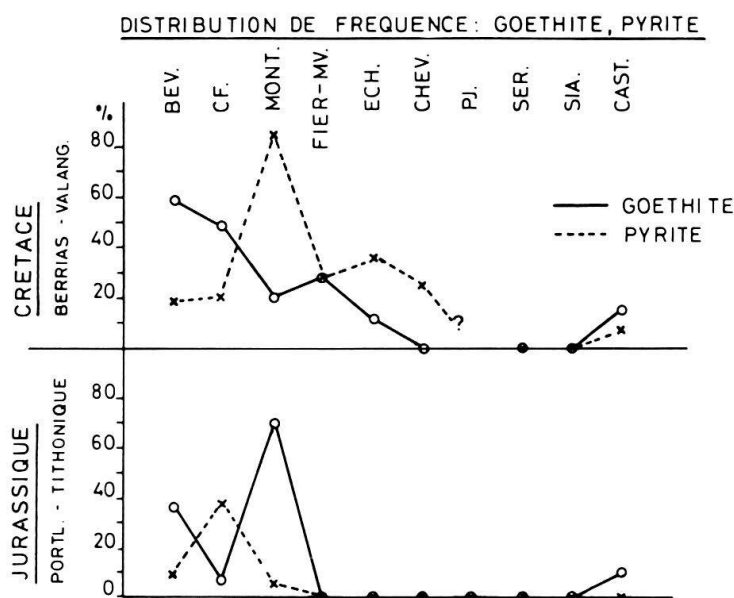 DISTRIBUTION DE FREQUENCE: GOETHITE, PYRITE
BEV.
CF.
MONT.
FIER-MV.
ECH.
CHEV.
PJ.
SER.
SIA.
CAST.
%
80
60
40
20
CRETACE
BERRIAS - VALANG.
GOETHITE
PYRITE
?
80
60
40
20
0
JURASSIQUE
PORTL. - TITHONIQUE